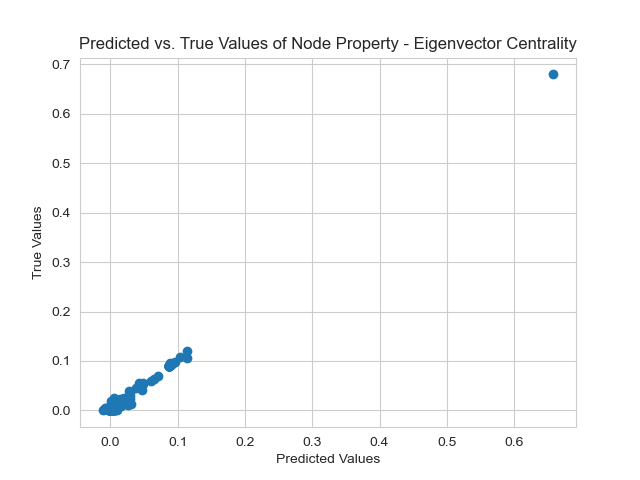 Predicted vs. True Values of Node Property - Eigenvector Centrality
0.7
0.6
0.5
0.4
0.3
0.2
0.1
0.0
True Values
0.0 0.1 0.2 0.3 0.4 0.5 0.6
Predicted Values